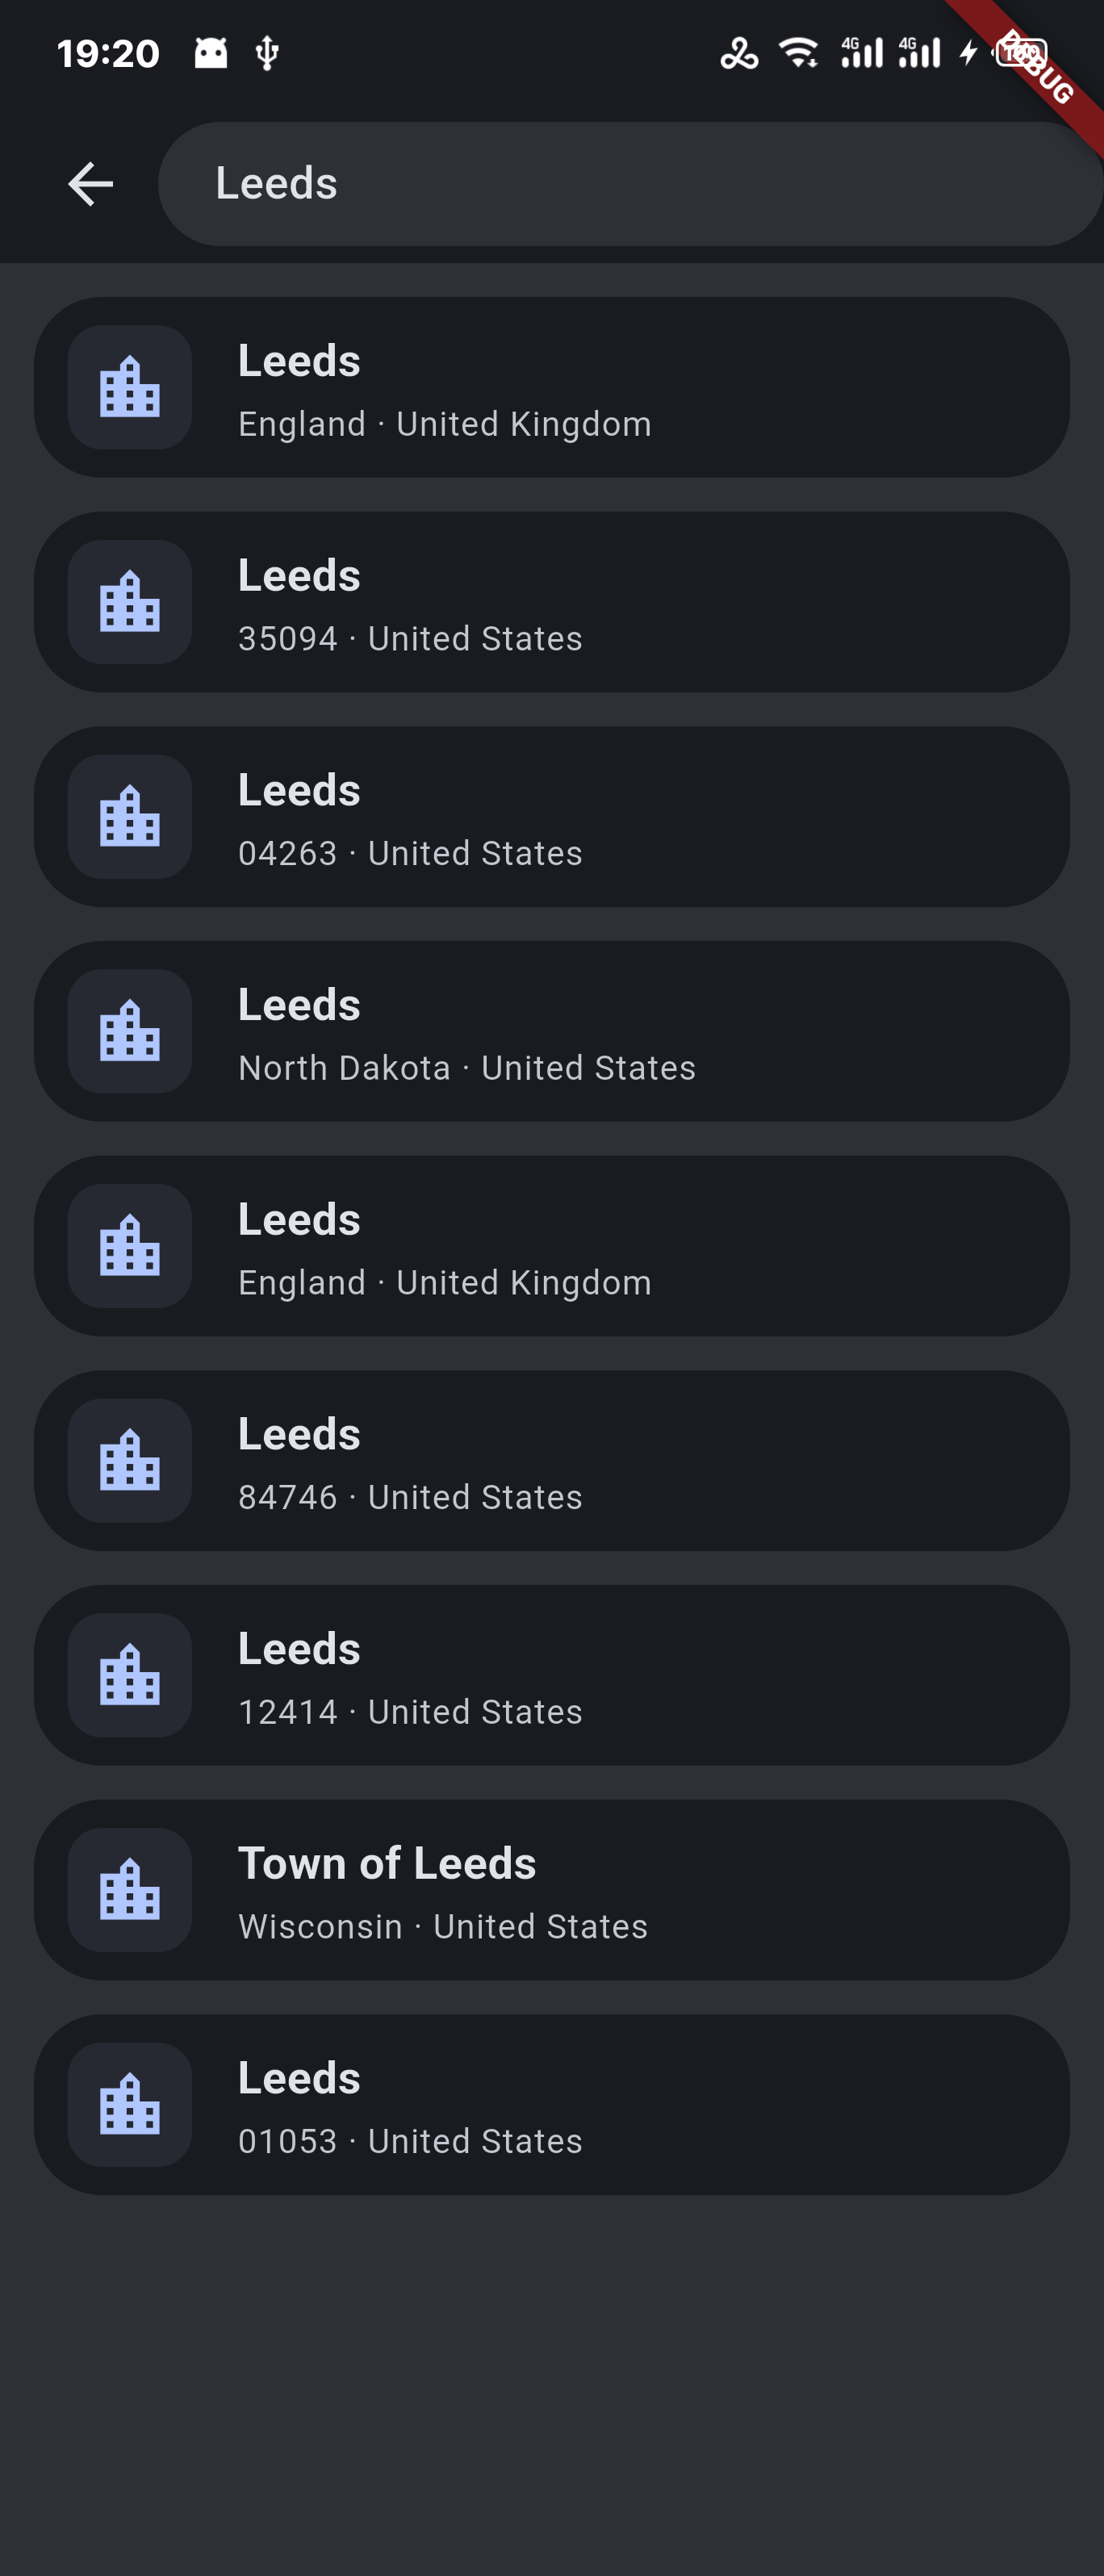 19:20
4G
4G
DEBUG
Leeds
Leeds
England · United Kingdom
Leeds
35094 · United States
Leeds
04263 · United States
Leeds
North Dakota · United States
Leeds
England · United Kingdom
Leeds
84746 · United States
Leeds
12414 · United States
Town of Leeds
Wisconsin · United States
Leeds
01053 · United States